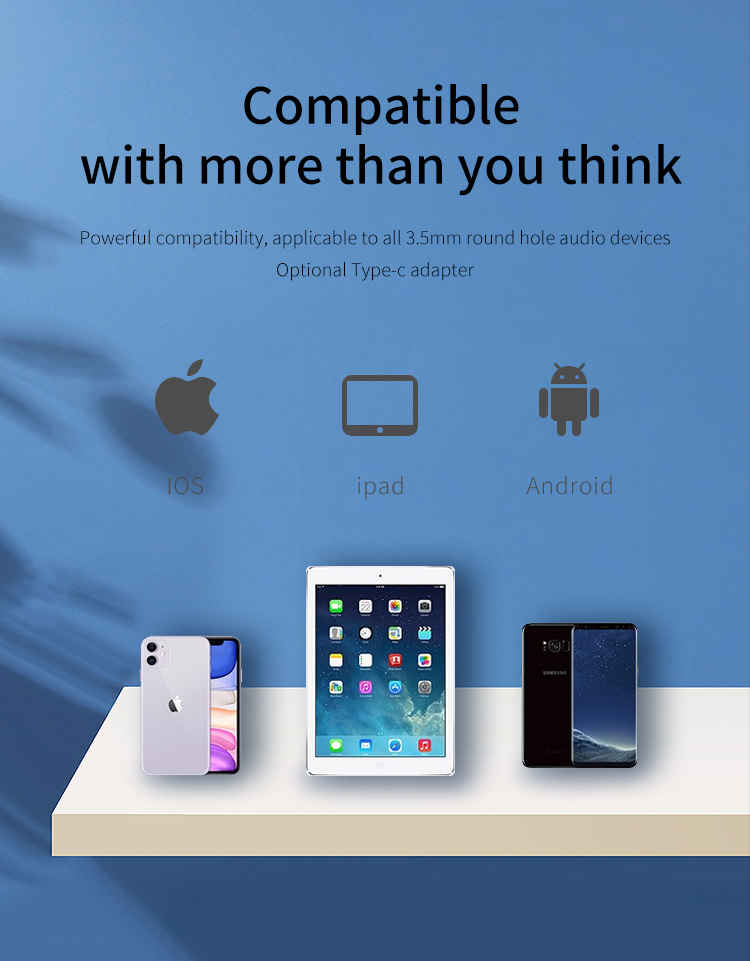 Compatible
with more than you think
Powerful compatibility, applicable to all 3.5mm round hole audio devices
Optional Type-c adapter
IOS
ipad
Android
SAMSUNG